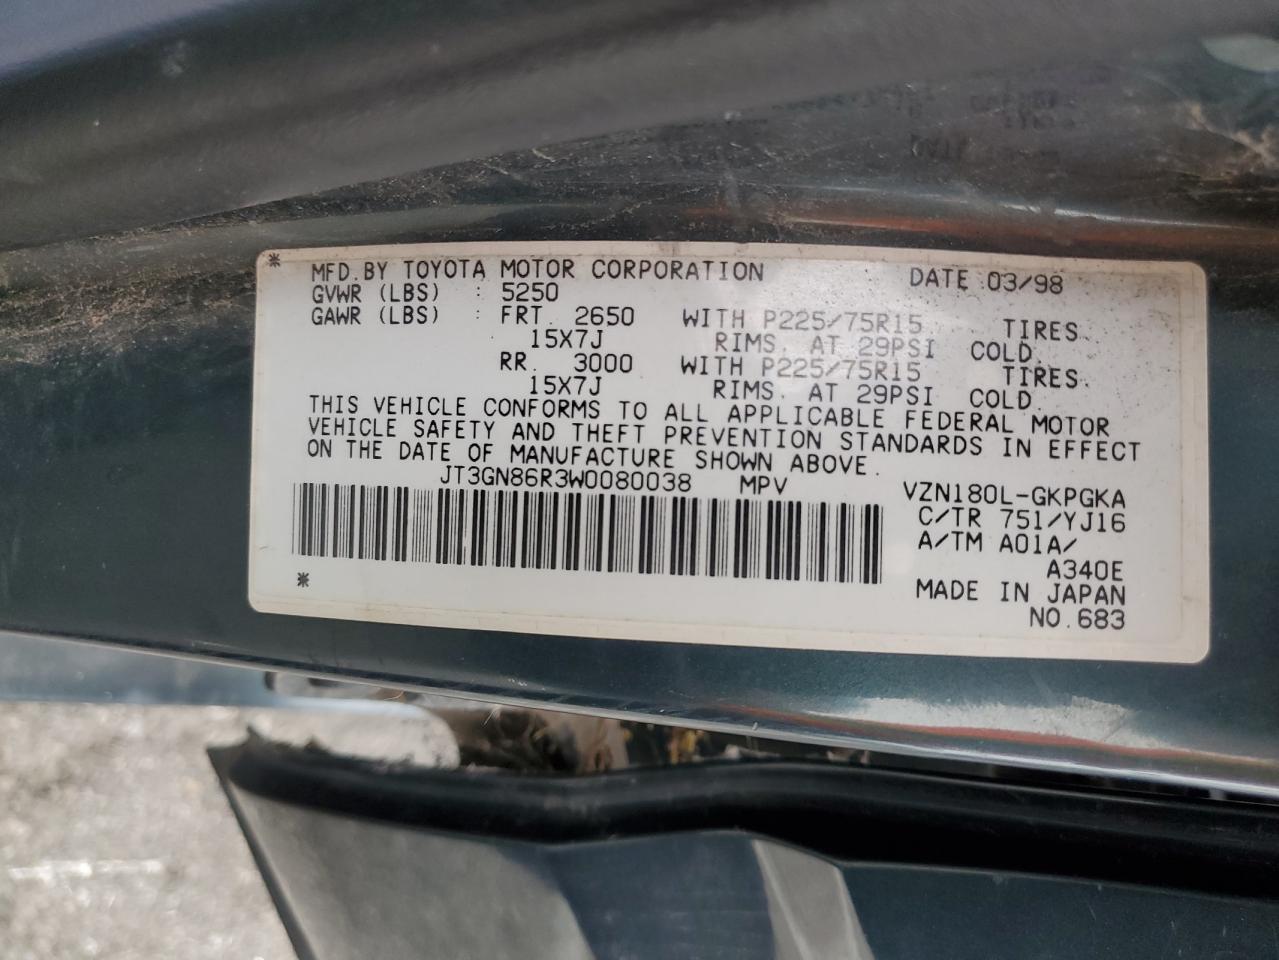 MFD.BY TOYOTA MOTOR CORPORATION DATE 03/98
GVWR (LBS) : 5250
GAWR (LBS) : FRT. 2650 WITH P225/75R15 TIRES.
15X7J RIMS. AT 29PSI COLD.
RR. 3000 WITH P225/75R15 TIRES.
15X7J RIMS. AT 29PSI COLD.
THIS VEHICLE CONFORMS TO ALL APPLICABLE FEDERAL MOTOR
VEHICLE SAFETY AND THEFT PREVENTION STANDARDS IN EFFECT
ON THE DATE OF MANUFACTURE SHOWN ABOVE.
JT3GN86R3W0080038 MPV VZN180L-GKPGKA
C/TR 751/YJ16
A/TM A01A/
A340E
MADE IN JAPAN
NO.683